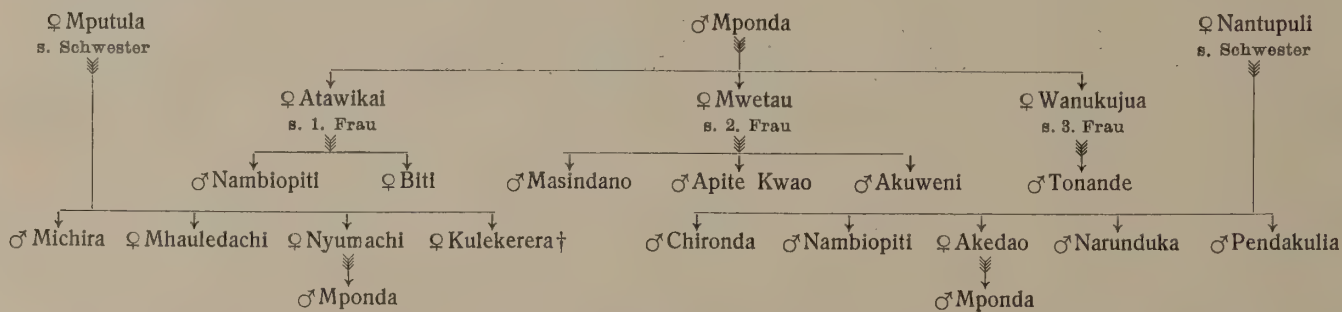 ♀ Mputula ♂ Mponda ♀ Nantupuli
s. Schwester s. Schwester
♀ Atawikai ♀ Mwetau ♀ Wanukujua
s. 1. Frau s. 2. Frau s. 3. Frau
♂ Nambiopiti ♀ Biti ♂ Masindano ♂ Apite Kwao ♂ Akuweni ♂ Tonande
♂ Michira ♀ Mhauledachi ♀ Nyumachi ♀ Kulekerera † ♂ Chironda ♂ Nambiopiti ♀ Akedao ♂ Narunduka ♂ Pendakulia
♂ Mponda ♂ Mponda